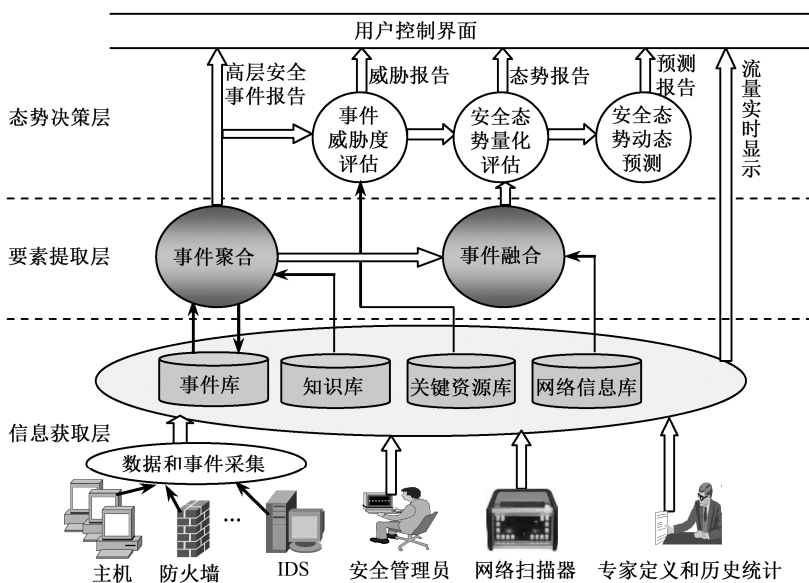 用户控制界面
高层安全
事件报告
威胁报告
态势报告
预测
报告
流量实时显示
态势决策层
事件
威胁度
评估
安全态
势量化
评估
安全态
势动态
预测
要素提取层
事件聚合
事件融合
事件库
知识库
关键资源库
网络信息库
信息获取层
数据和事件采集
...
主机
防火墙
IDS
安全管理员
网络扫描器
专家定义和历史统计